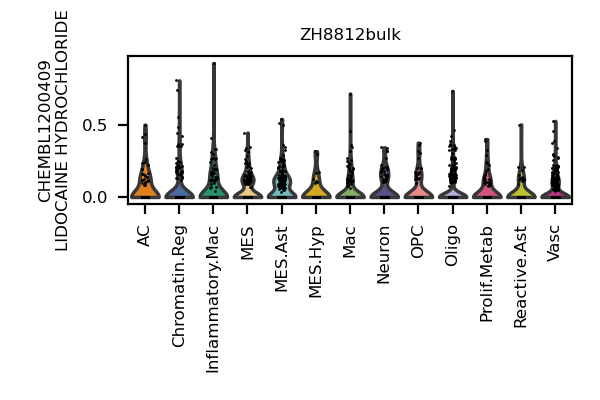 ZH8812bulk
CHEMBL1200409
LIDOCAINE HYDROCHLORIDE
0.5
0.0
AC
Chromatin.Reg
Inflammatory.Mac
MES
MES.Ast
MES.Hyp
Mac
Neuron
OPC
Oligo
Prolif.Metab
Reactive.Ast
Vasc